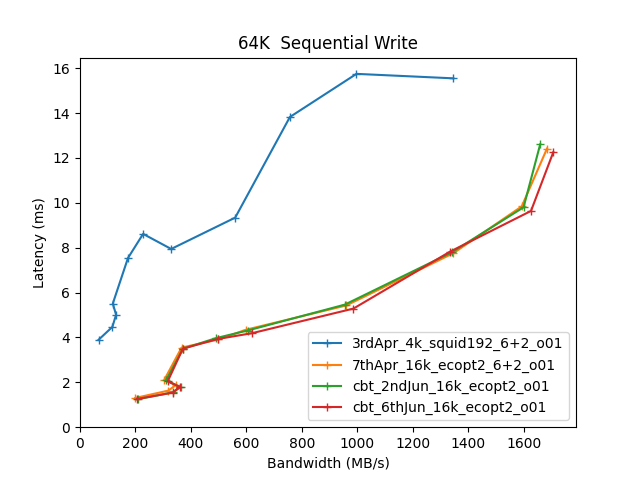 64K  Sequential Write
16
14
12
10
8
6
4
2
0
Latency (ms)
0 200 400 600 800 1000 1200 1400 1600
Bandwidth (MB/s)
3rdApr_4k_squid192_6+2_o01
7thApr_16k_ecopt2_6+2_o01
cbt_2ndJun_16k_ecopt2_o01
cbt_6thJun_16k_ecopt2_o01